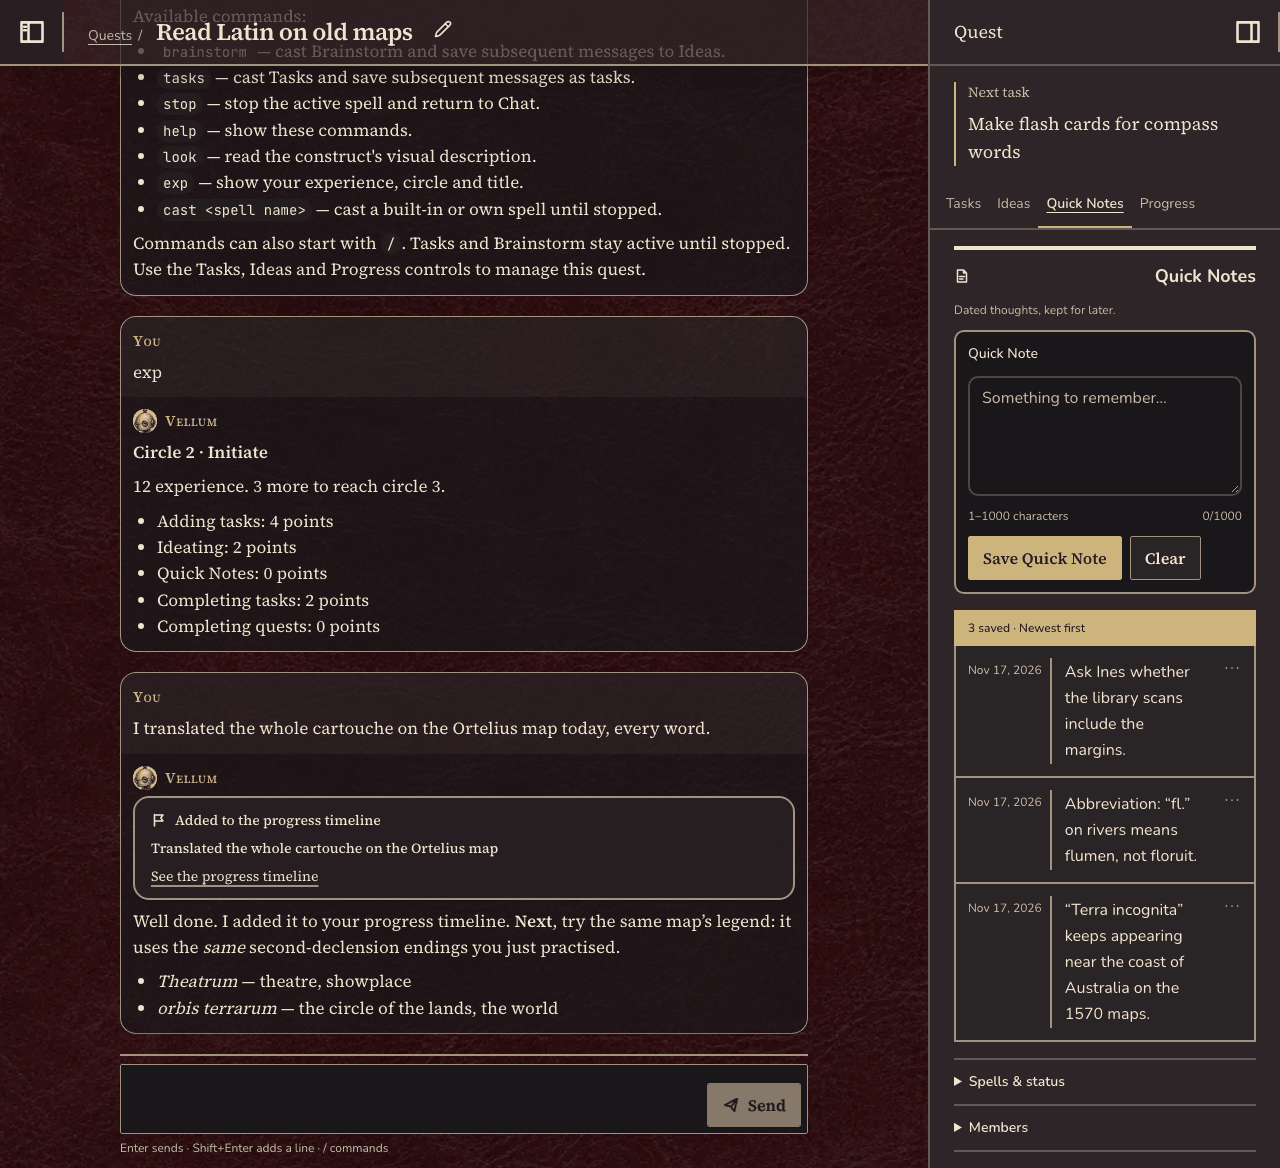 Quests / Read Latin on old maps
Available commands:
brainstorm — cast Brainstorm and save subsequent messages to Ideas.
tasks — cast Tasks and save subsequent messages as tasks.
stop — stop the active spell and return to Chat.
help — show these commands.
look — read the construct's visual description.
exp — show your experience, circle and title.
cast <spell name> — cast a built-in or own spell until stopped.
Commands can also start with / . Tasks and Brainstorm stay active until stopped.
Use the Tasks, Ideas and Progress controls to manage this quest.
You
exp
Vellum
Circle 2 · Initiate
12 experience. 3 more to reach circle 3.
Adding tasks: 4 points
Ideating: 2 points
Quick Notes: 0 points
Completing tasks: 2 points
Completing quests: 0 points
You
I translated the whole cartouche on the Ortelius map today, every word.
Vellum
Added to the progress timeline
Translated the whole cartouche on the Ortelius map
See the progress timeline
Well done. I added it to your progress timeline. Next, try the same map’s legend: it
uses the same second-declension endings you just practised.
Theatrum — theatre, showplace
orbis terrarum — the circle of the lands, the world
Send
Enter sends · Shift+Enter adds a line · / commands
Quest
Next task
Make flash cards for compass
words
Tasks Ideas Quick Notes Progress
Quick Notes
Dated thoughts, kept for later.
Quick Note
Something to remember…
1–1000 characters 0/1000
Save Quick Note Clear
3 saved · Newest first
Nov 17, 2026 Ask Ines whether
the library scans
include the
margins.
Nov 17, 2026 Abbreviation: “fl.”
on rivers means
flumen, not floruit.
Nov 17, 2026 “Terra incognita”
keeps appearing
near the coast of
Australia on the
1570 maps.
Spells & status
Members